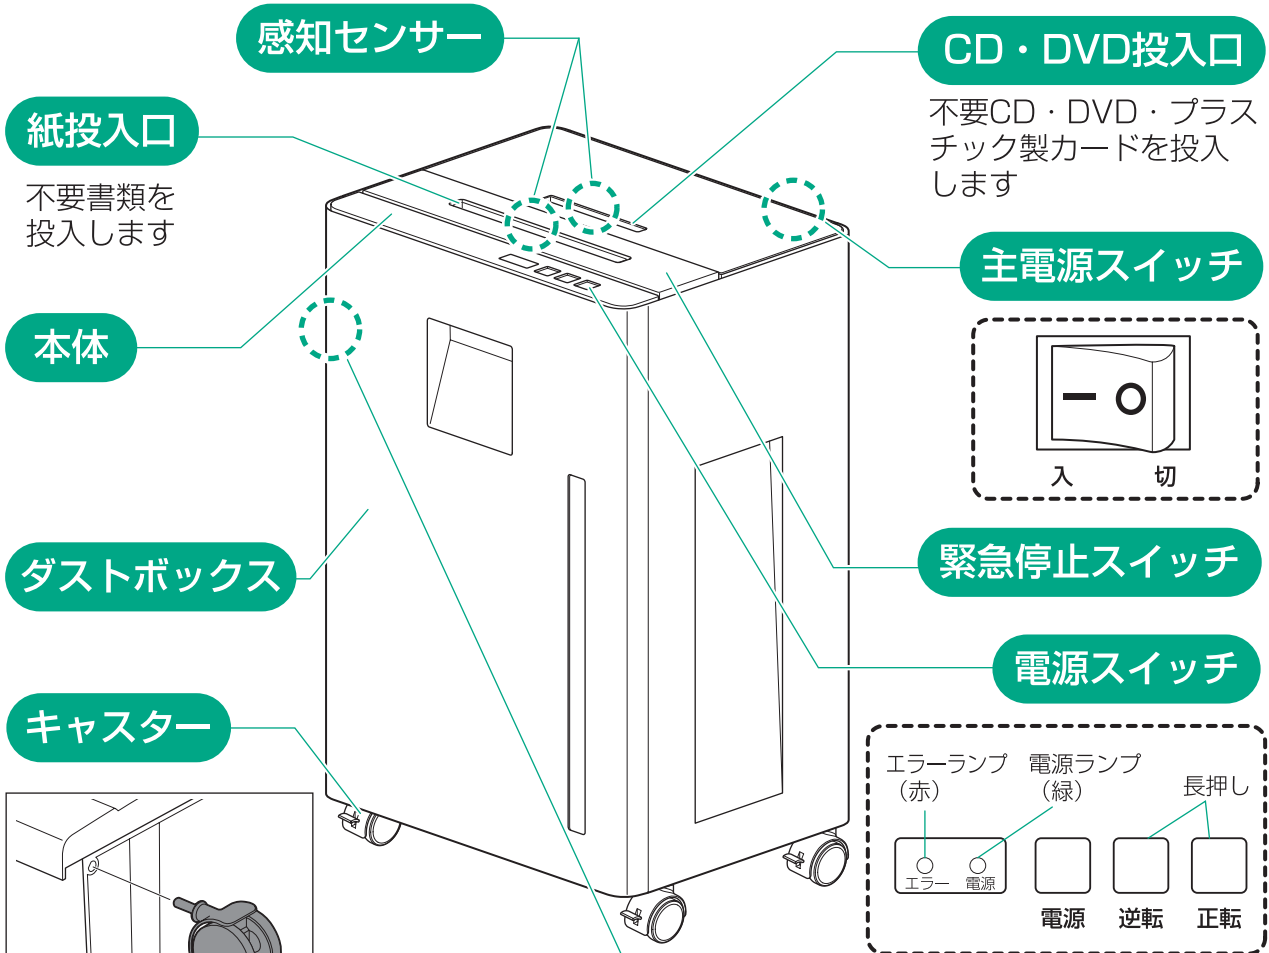 感知センサー
CD・DVD投入口
不要CD・DVD・プラス
チック製カードを投入
します
紙投入口
不要書類を
投入します
主電源スイッチ
入 切
本体
緊急停止スイッチ
ダストボックス
電源スイッチ
キャスター
エラーランプ
（赤）
電源ランプ
（緑）
長押し
エラー 電源
電源 逆転 正転